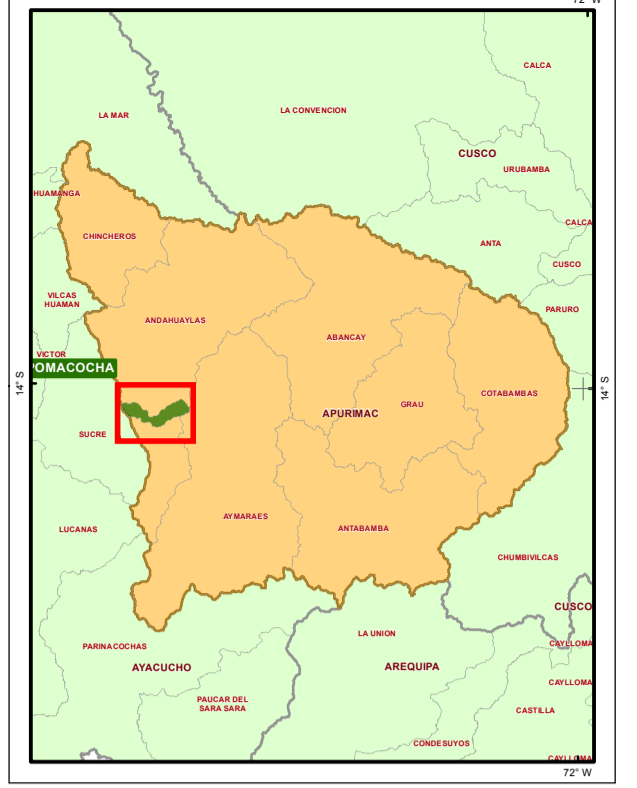 72° W
CALCA
LA MAR
LA CONVENCION
CUSCO
URUBAMBA
HUAMANGA
CALCA
CHINCHEROS
ANTA
CUSCO
VILCAS
HUAMAN
PARURO
ANDAHUAYLAS
ABANCAY
VICTOR
POMACOCHA
14° S
14° S
COTABAMBAS
GRAU
APURIMAC
SUCRE
AYMARAES
ANTABAMBA
LUCANAS
CHUMBIVILCAS
CUSCO
LA UNION
CAYLLOMA
PARINACOCHAS
AYACUCHO
AREQUIPA
CAYLLOMA
PAUCAR DEL
SARA SARA
CASTILLA
CONDESUYOS
CAYLLOMA
72° W